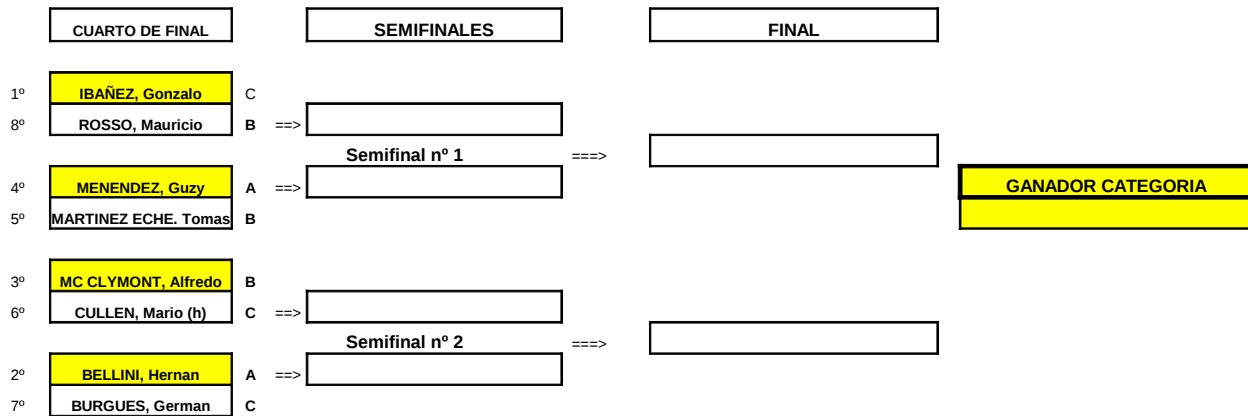 CUARTO DE FINAL SEMIFINALES FINAL
1º IBAÑEZ, Gonzalo C
8º ROSSO, Mauricio B ==>
Semifinal nº 1 ===>
4º MENENDEZ, Guzy A ==> GANADOR CATEGORIA
5º MARTINEZ ECHE. Tomas B
3º MC CLYMONT, Alfredo B
6º CULLEN, Mario (h) C ==>
Semifinal nº 2 ===>
2º BELLINI, Hernan A ==>
7º BURGUES, German C